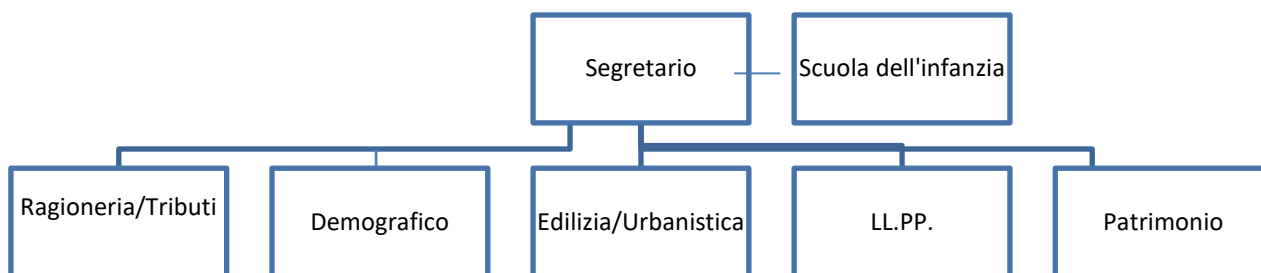 Segretario
Scuola dell'infanzia
Ragioneria/Tributi
Demografico
Edilizia/Urbanistica
LL.PP.
Patrimonio